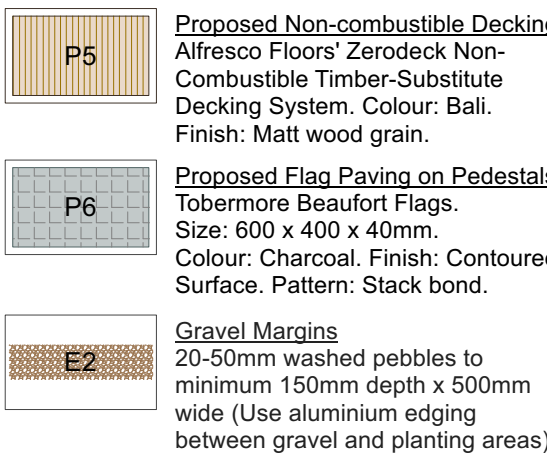 P5
Proposed Non-combustible Decking
Alfresco Floors' Zerodeck Non-
Combustible Timber-Substitute
Decking System. Colour: Bali.
Finish: Matt wood grain.
P6
Proposed Flag Paving on Pedestals
Tobermore Beaufort Flags.
Size: 600 x 400 x 40mm.
Colour: Charcoal. Finish: Contoured
Surface. Pattern: Stack bond.
E2
Gravel Margins
20-50mm washed pebbles to
minimum 150mm depth x 500mm
wide (Use aluminium edging
between gravel and planting areas)